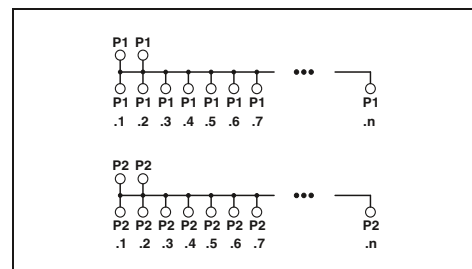 P1 P1
P1 P1 P1 P1 P1 P1 P1 P1
.1 .2 .3 .4 .5 .6 .7 .n
P2 P2
P2 P2 P2 P2 P2 P2 P2 P2
.1 .2 .3 .4 .5 .6 .7 .n